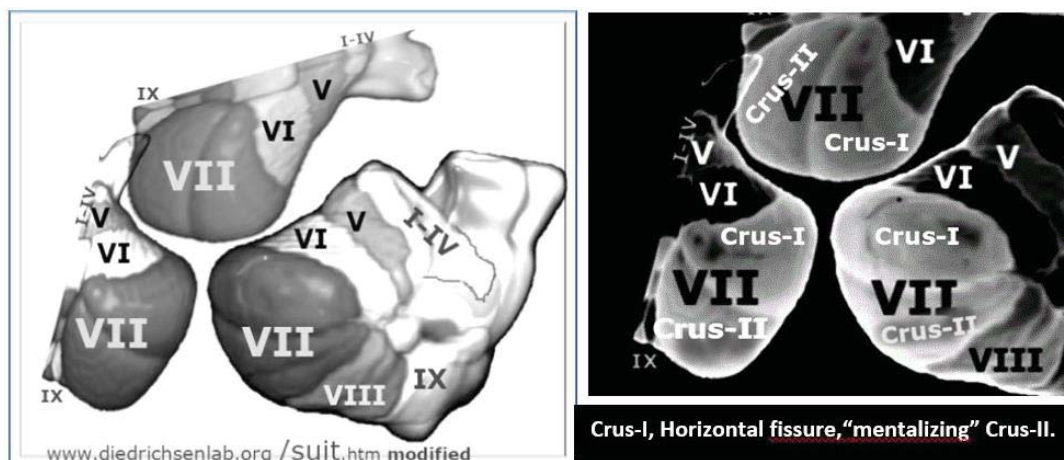 I-IV
IX
V
VI
VII
I-IV
V
VI
VII
IX
VI
V
I-IV
VII
VIII
IX
www.diedrichsenlab.org /suit.htm modified
IX
Crus-II
VI
VII
Crus-I
I-IV
V
VI
Crus-I
VII
Crus-II
IX
V
VI
Crus-I
VII
Crus-II
VIII
Crus-I, Horizontal fissure,“mentalizing” Crus-II.